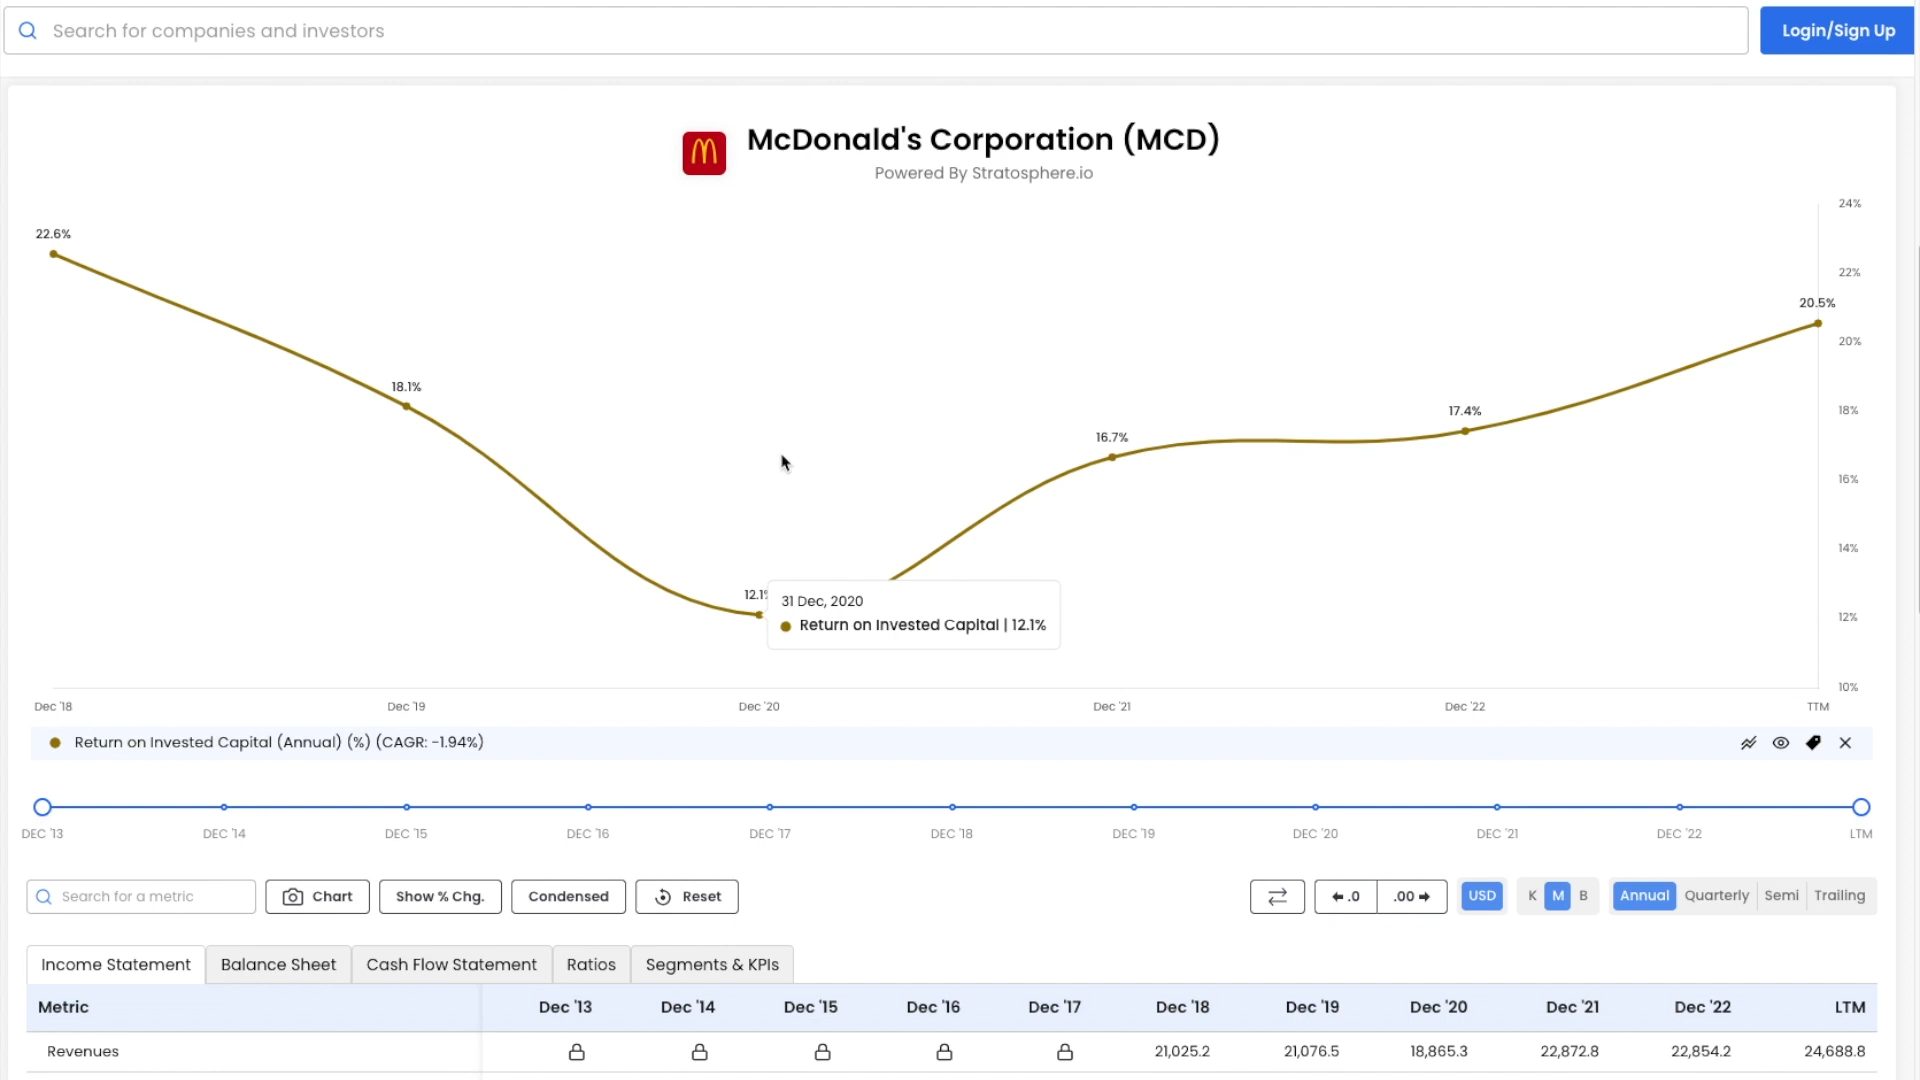 Search for companies and investors
Login/Sign Up
McDonald's Corporation (MCD)
Powered By Stratosphere.io
24%
22.6%
22%
20.5%
20%
18.1%
18%
17.4%
16.7%
16%
14%
12.1%
31 Dec, 2020
Return on Invested Capital | 12.1%
12%
10%
Dec '18 Dec '19 Dec '20 Dec '21 Dec '22 TTM
Return on Invested Capital (Annual) (%) (CAGR: -1.94%)
DEC '13 DEC '14 DEC '15 DEC '16 DEC '17 DEC '18 DEC '19 DEC '20 DEC '21 DEC '22 LTM
Search for a metric Chart Show % Chg. Condensed Reset .0 .00 USD K M B Annual Quarterly Semi Trailing
Income Statement Balance Sheet Cash Flow Statement Ratios Segments & KPIs
Metric Dec '13 Dec '14 Dec '15 Dec '16 Dec '17 Dec '18 Dec '19 Dec '20 Dec '21 Dec '22 LTM
Revenues 21,025.2 21,076.5 18,865.3 22,872.8 22,854.2 24,688.8